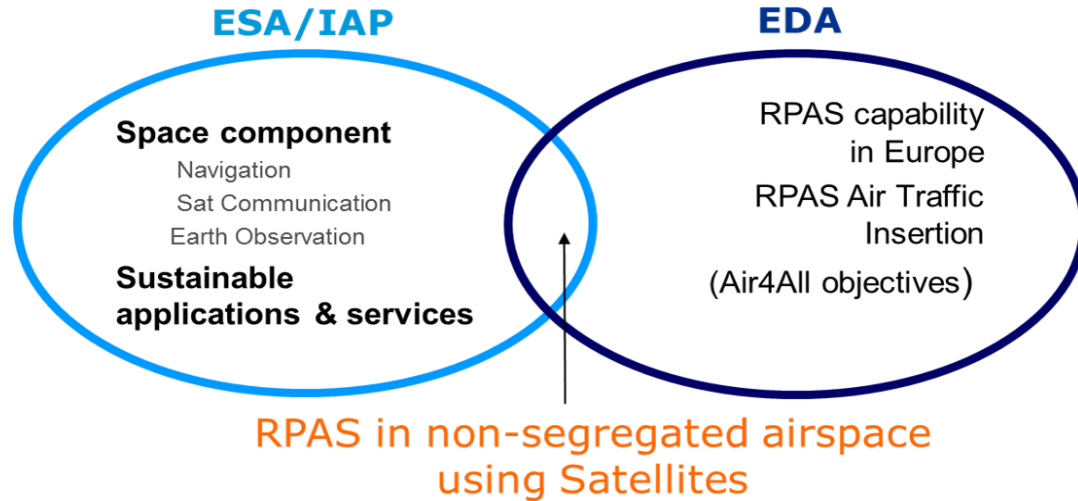 ESA/IAP
EDA
Space component
Navigation
Sat Communication
Earth Observation
Sustainable
applications & services
RPAS capability
in Europe
RPAS Air Traffic
Insertion
(Air4All objectives)
RPAS in non-segregated airspace
using Satellites